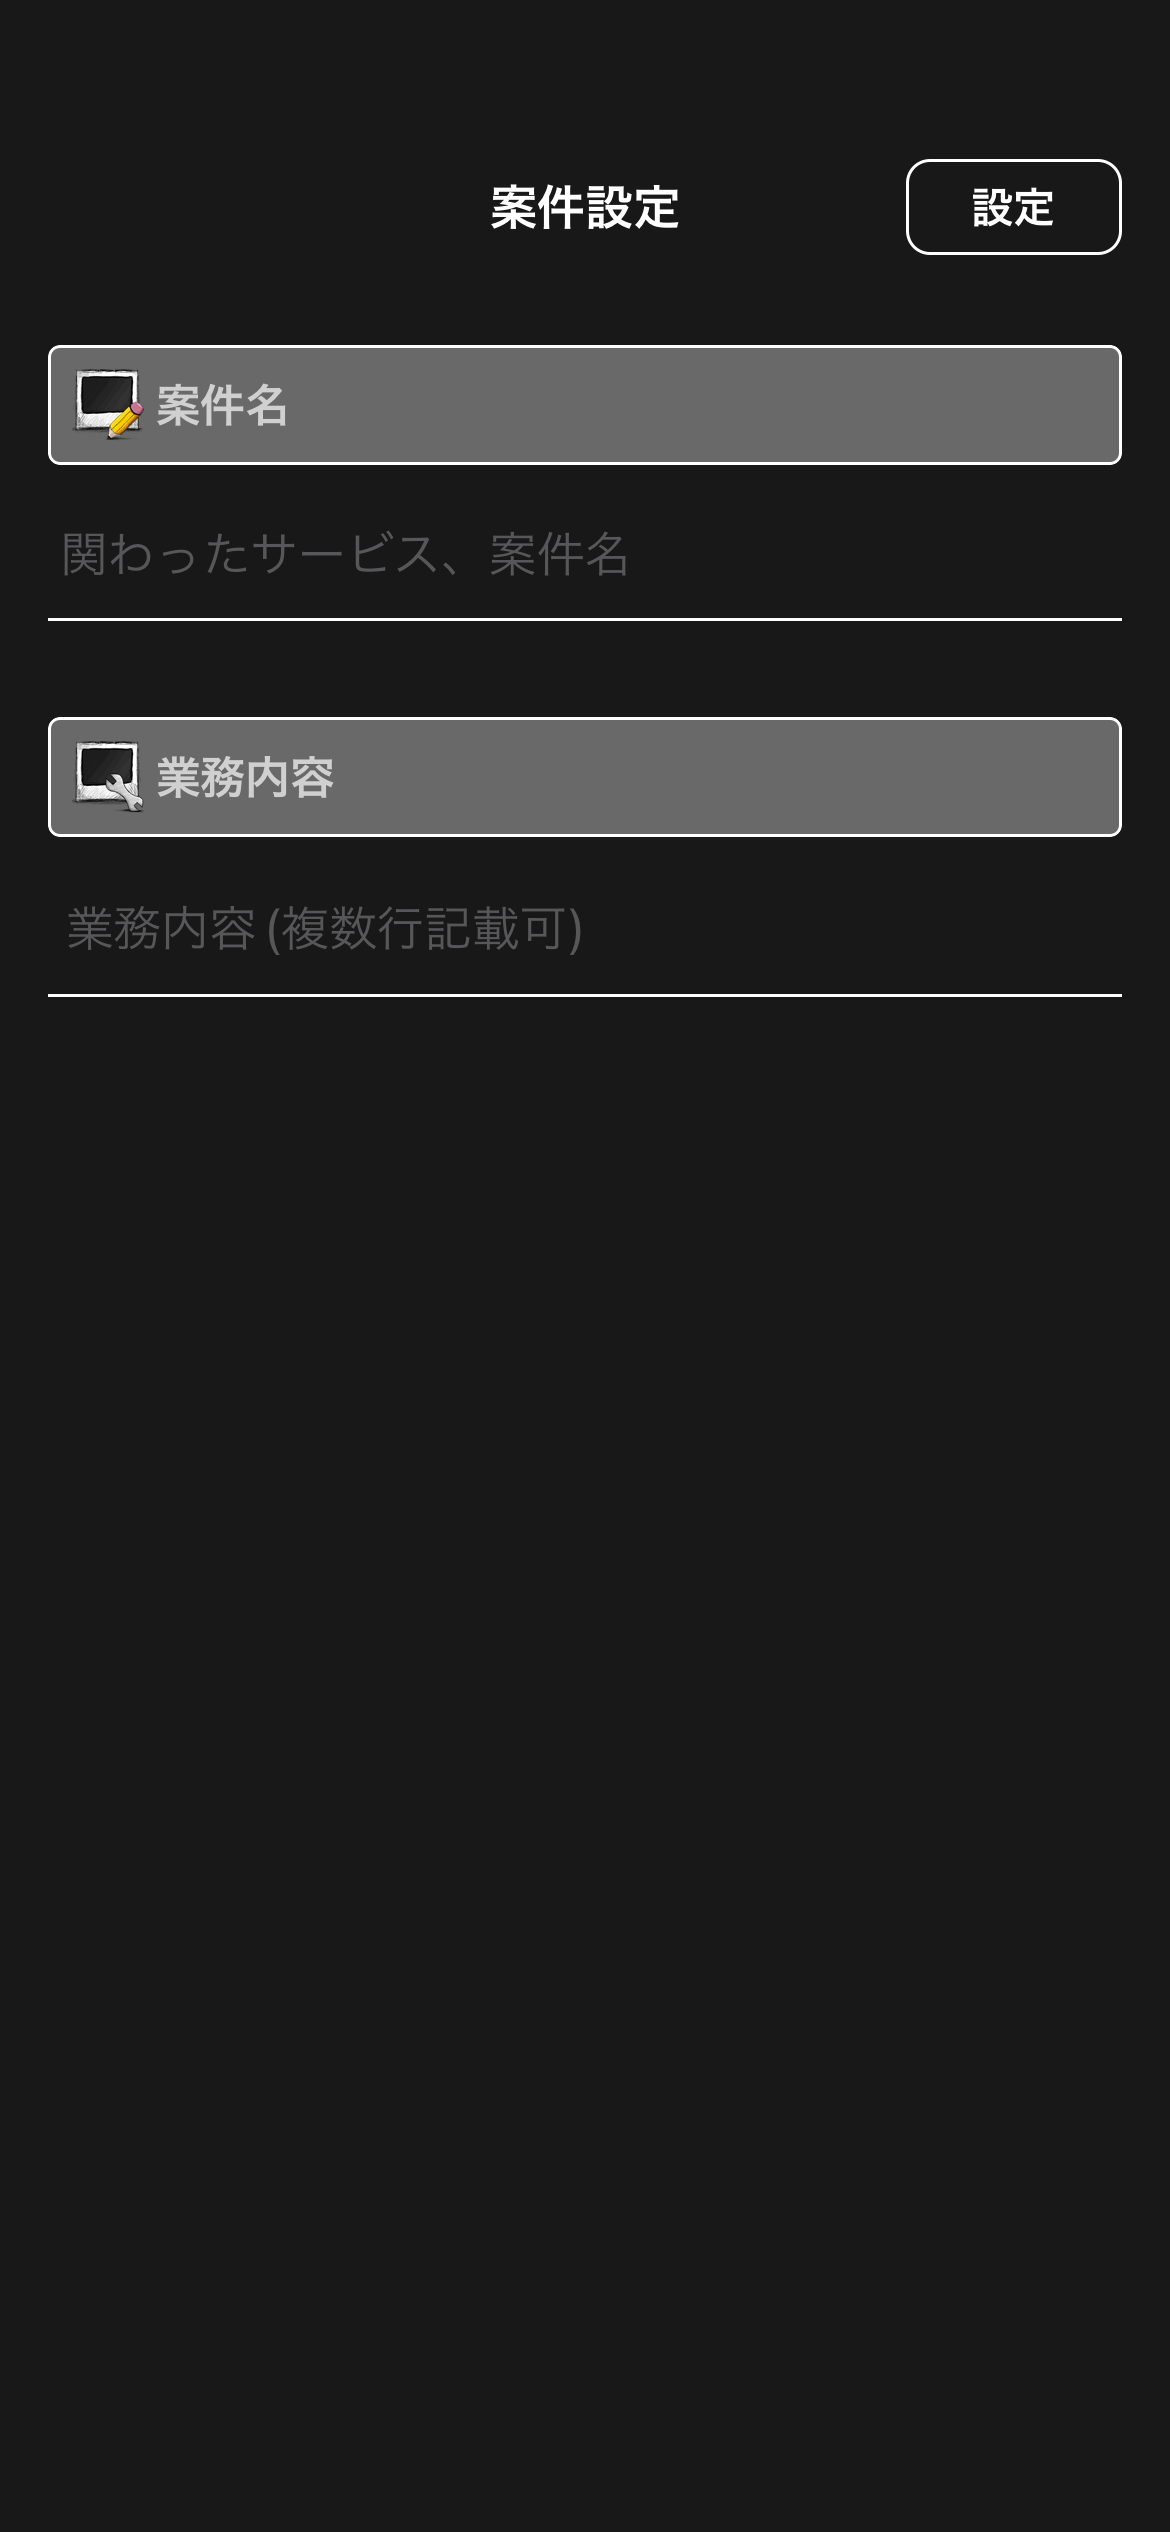 案件設定
設定
案件名
関わったサービス、案件名
業務内容
業務内容 (複数行記載可)